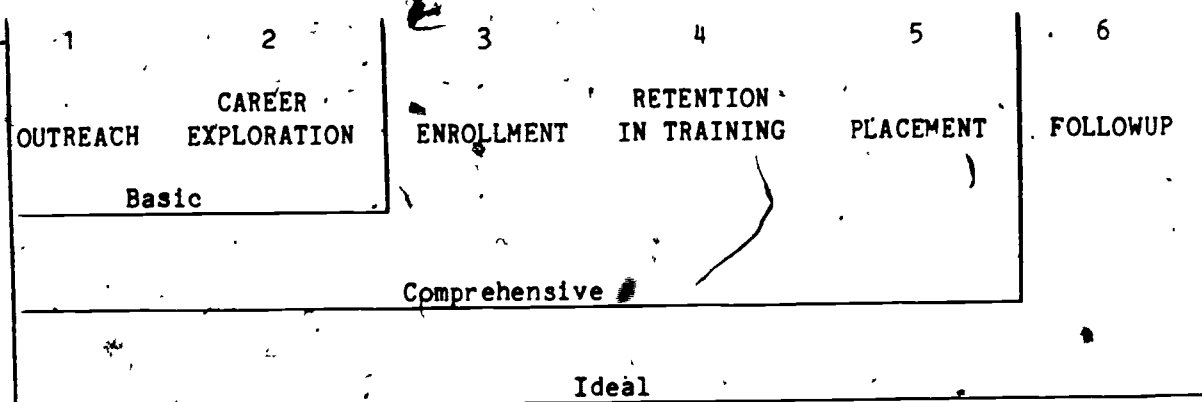 1 2 3 4 5 6
CAREER RETENTION
OUTREACH EXPLORATION ENROLLMENT IN TRAINING PLACEMENT FOLLOWUP
Basic
Comprehensive
Ideal